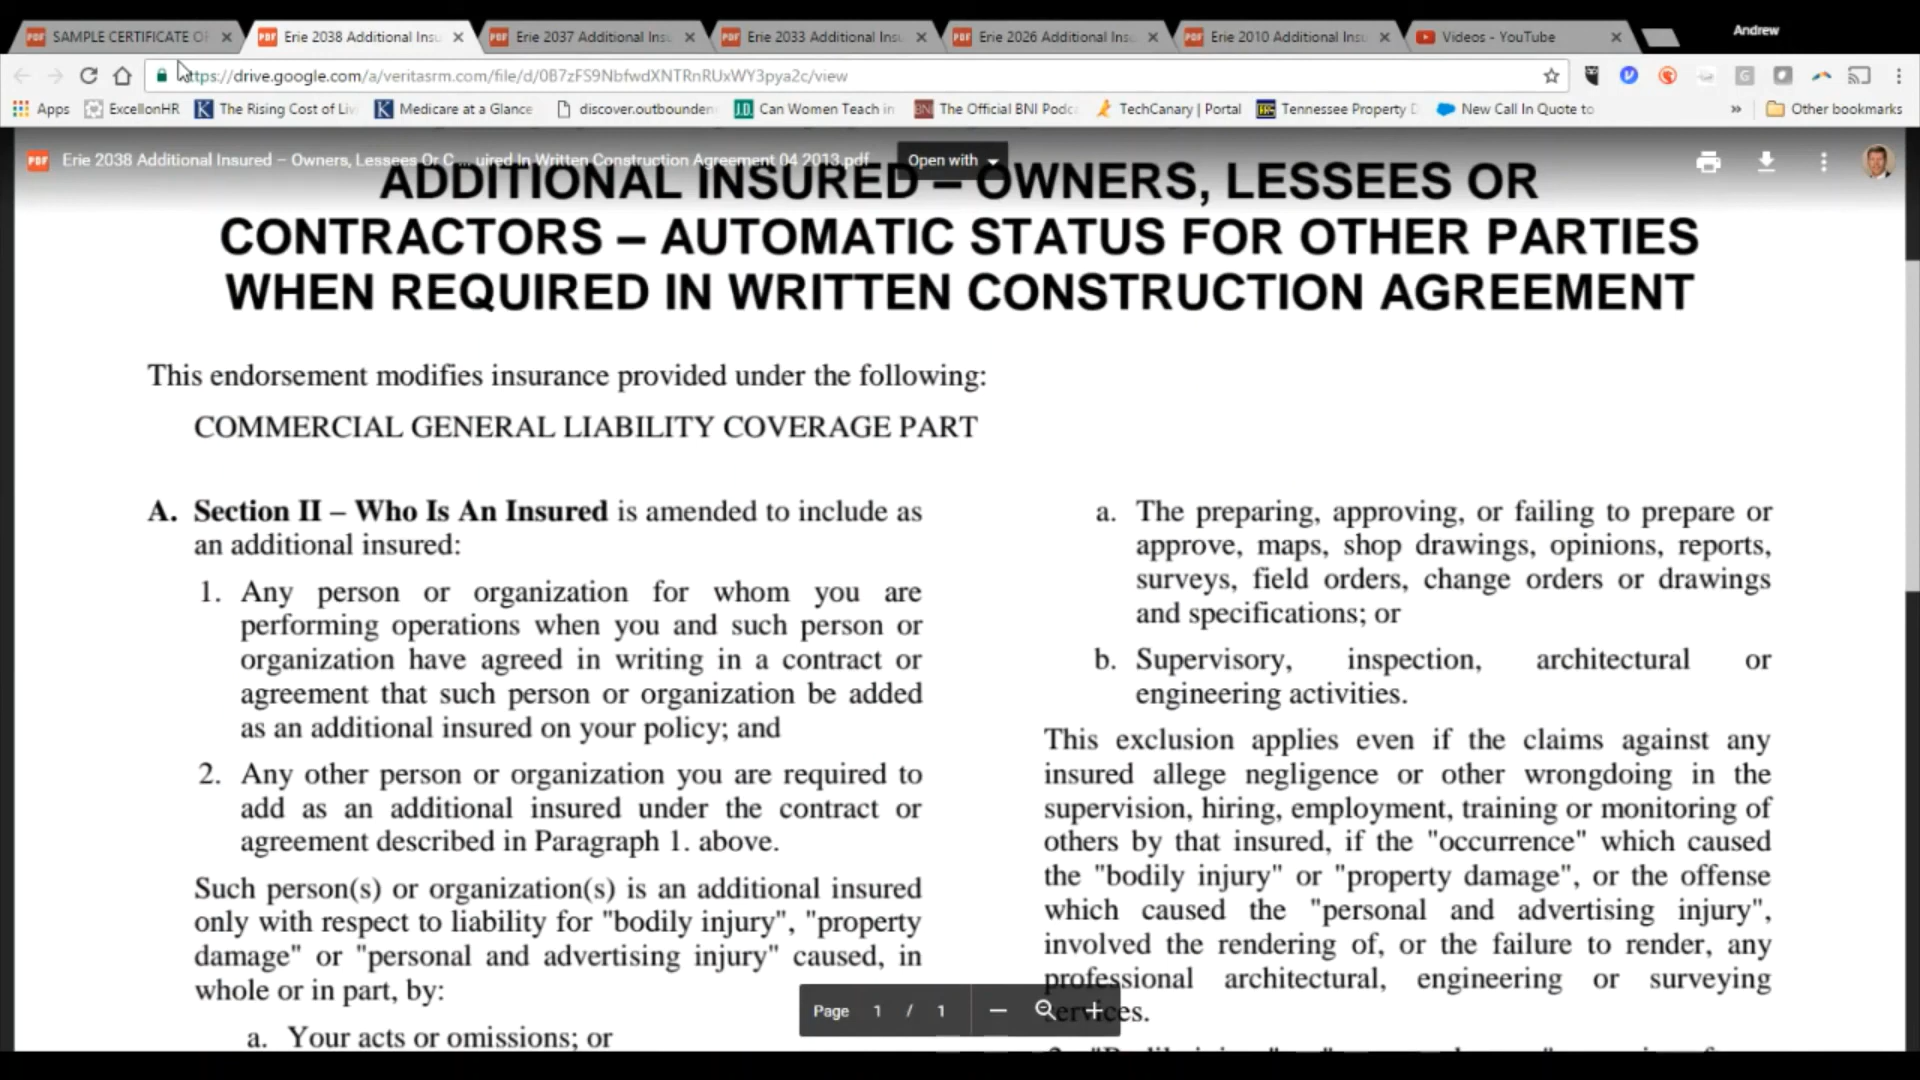 SAMPLE CERTIFICATE OF
Erie 2038 Additional Insu
Erie 2037 Additional Ins
Erie 2033 Additional Insu
Erie 2026 Additional Ins
Erie 2010 Additional Insu
Videos - YouTube
Andrew
ttps://drive.google.com/a/veritasrm.com/file/d/0B7zFS9NbfwdXNTRnRUxWY3pya2c/view
Apps
ExcellonHR
The Rising Cost of Liv
Medicare at a Glance
discover.outbounden
Can Women Teach in
The Official BNI Podc
TechCanary | Portal
Tennessee Property D
New Call In Quote to
»
Other bookmarks
PDF Erie 2038 Additional Insured – Owners, Lessees Or C ... uired In Written Construction Agreement 04 2013.pdf
Open with
ADDITIONAL INSURED – OWNERS, LESSEES OR
CONTRACTORS – AUTOMATIC STATUS FOR OTHER PARTIES
WHEN REQUIRED IN WRITTEN CONSTRUCTION AGREEMENT
This endorsement modifies insurance provided under the following:
COMMERCIAL GENERAL LIABILITY COVERAGE PART
A. Section II – Who Is An Insured is amended to include as
an additional insured:
1. Any person or organization for whom you are
performing operations when you and such person or
organization have agreed in writing in a contract or
agreement that such person or organization be added
as an additional insured on your policy; and
2. Any other person or organization you are required to
add as an additional insured under the contract or
agreement described in Paragraph 1. above.
Such person(s) or organization(s) is an additional insured
only with respect to liability for "bodily injury", "property
damage" or "personal and advertising injury" caused, in
whole or in part, by:
a. Your acts or omissions; or
a. The preparing, approving, or failing to prepare or
approve, maps, shop drawings, opinions, reports,
surveys, field orders, change orders or drawings
and specifications; or
b. Supervisory, inspection, architectural or
engineering activities.
This exclusion applies even if the claims against any
insured allege negligence or other wrongdoing in the
supervision, hiring, employment, training or monitoring of
others by that insured, if the "occurrence" which caused
the "bodily injury" or "property damage", or the offense
which caused the "personal and advertising injury",
involved the rendering of, or the failure to render, any
professional architectural, engineering or surveying
services.
Page 1 / 1